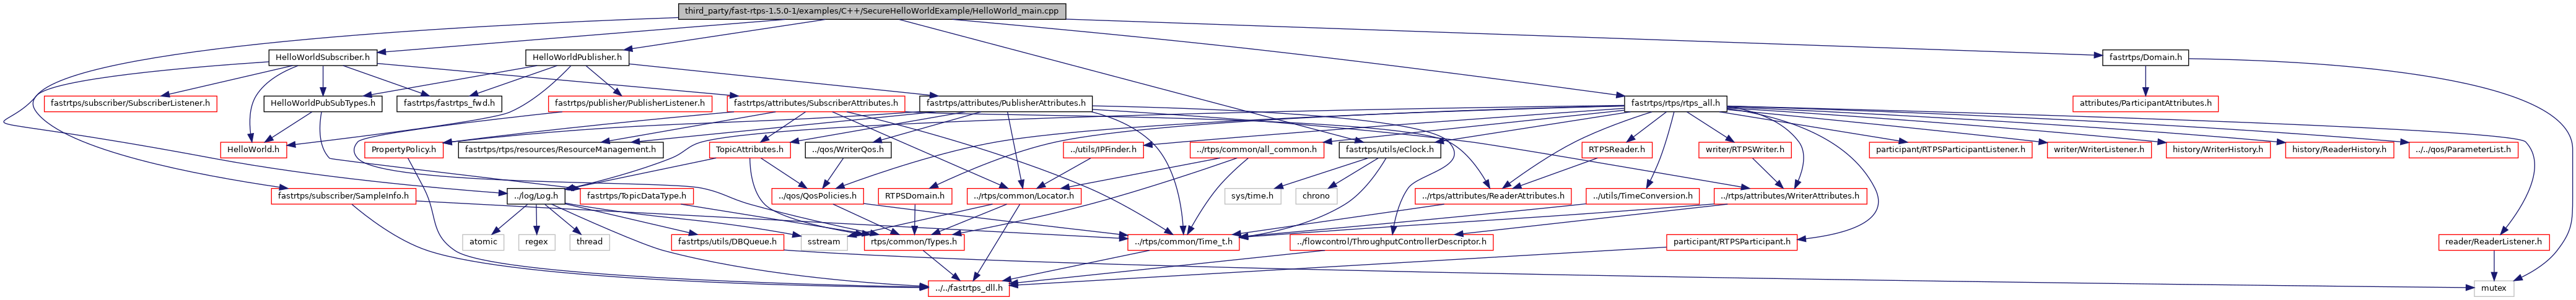 third_party/fast-rtps-1.5.0-1/examples/C++/SecureHelloWorldExample/HelloWorld_main.cpp
HelloWorldSubscriber.h
HelloWorldPublisher.h
fastrtps/Domain.h
fastrtps/subscriber/SubscriberListener.h
HelloWorldPubSubTypes.h
fastrtps/fastrtps_fwd.h
fastrtps/publisher/PublisherListener.h
fastrtps/attributes/SubscriberAttributes.h
fastrtps/attributes/PublisherAttributes.h
fastrtps/rtps/rtps_all.h
attributes/ParticipantAttributes.h
HelloWorld.h
PropertyPolicy.h
fastrtps/rtps/resources/ResourceManagement.h
TopicAttributes.h
../qos/WriterQos.h
../utils/IPFinder.h
../rtps/common/all_common.h
fastrtps/utils/eClock.h
RTPSReader.h
writer/RTPSWriter.h
participant/RTPSParticipantListener.h
writer/WriterListener.h
history/WriterHistory.h
history/ReaderHistory.h
../../qos/ParameterList.h
fastrtps/subscriber/SampleInfo.h
../log/Log.h
fastrtps/TopicDataType.h
../qos/QosPolicies.h
RTPSDomain.h
../rtps/common/Locator.h
sys/time.h
chrono
../rtps/attributes/ReaderAttributes.h
../utils/TimeConversion.h
../rtps/attributes/WriterAttributes.h
atomic
regex
thread
fastrtps/utils/DBQueue.h
sstream
rtps/common/Types.h
../rtps/common/Time_t.h
../flowcontrol/ThroughputControllerDescriptor.h
participant/RTPSParticipant.h
reader/ReaderListener.h
../../fastrtps_dll.h
mutex